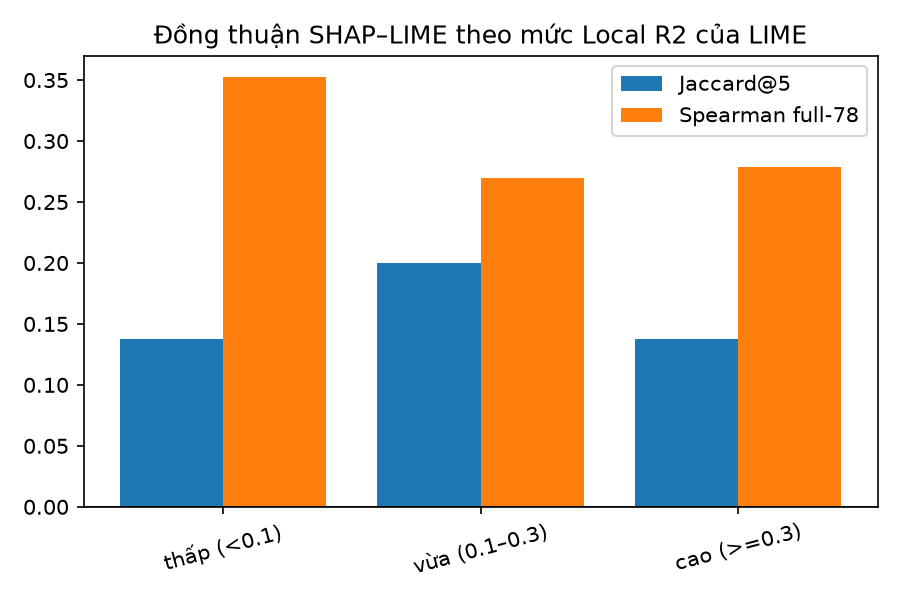 Đồng thuận SHAP–LIME theo mức Local R2 của LIME
Jaccard@5
Spearman full-78
0.35
0.30
0.25
0.20
0.15
0.10
0.05
0.00
thấp (<0.1)
vừa (0.1–0.3)
cao (>=0.3)